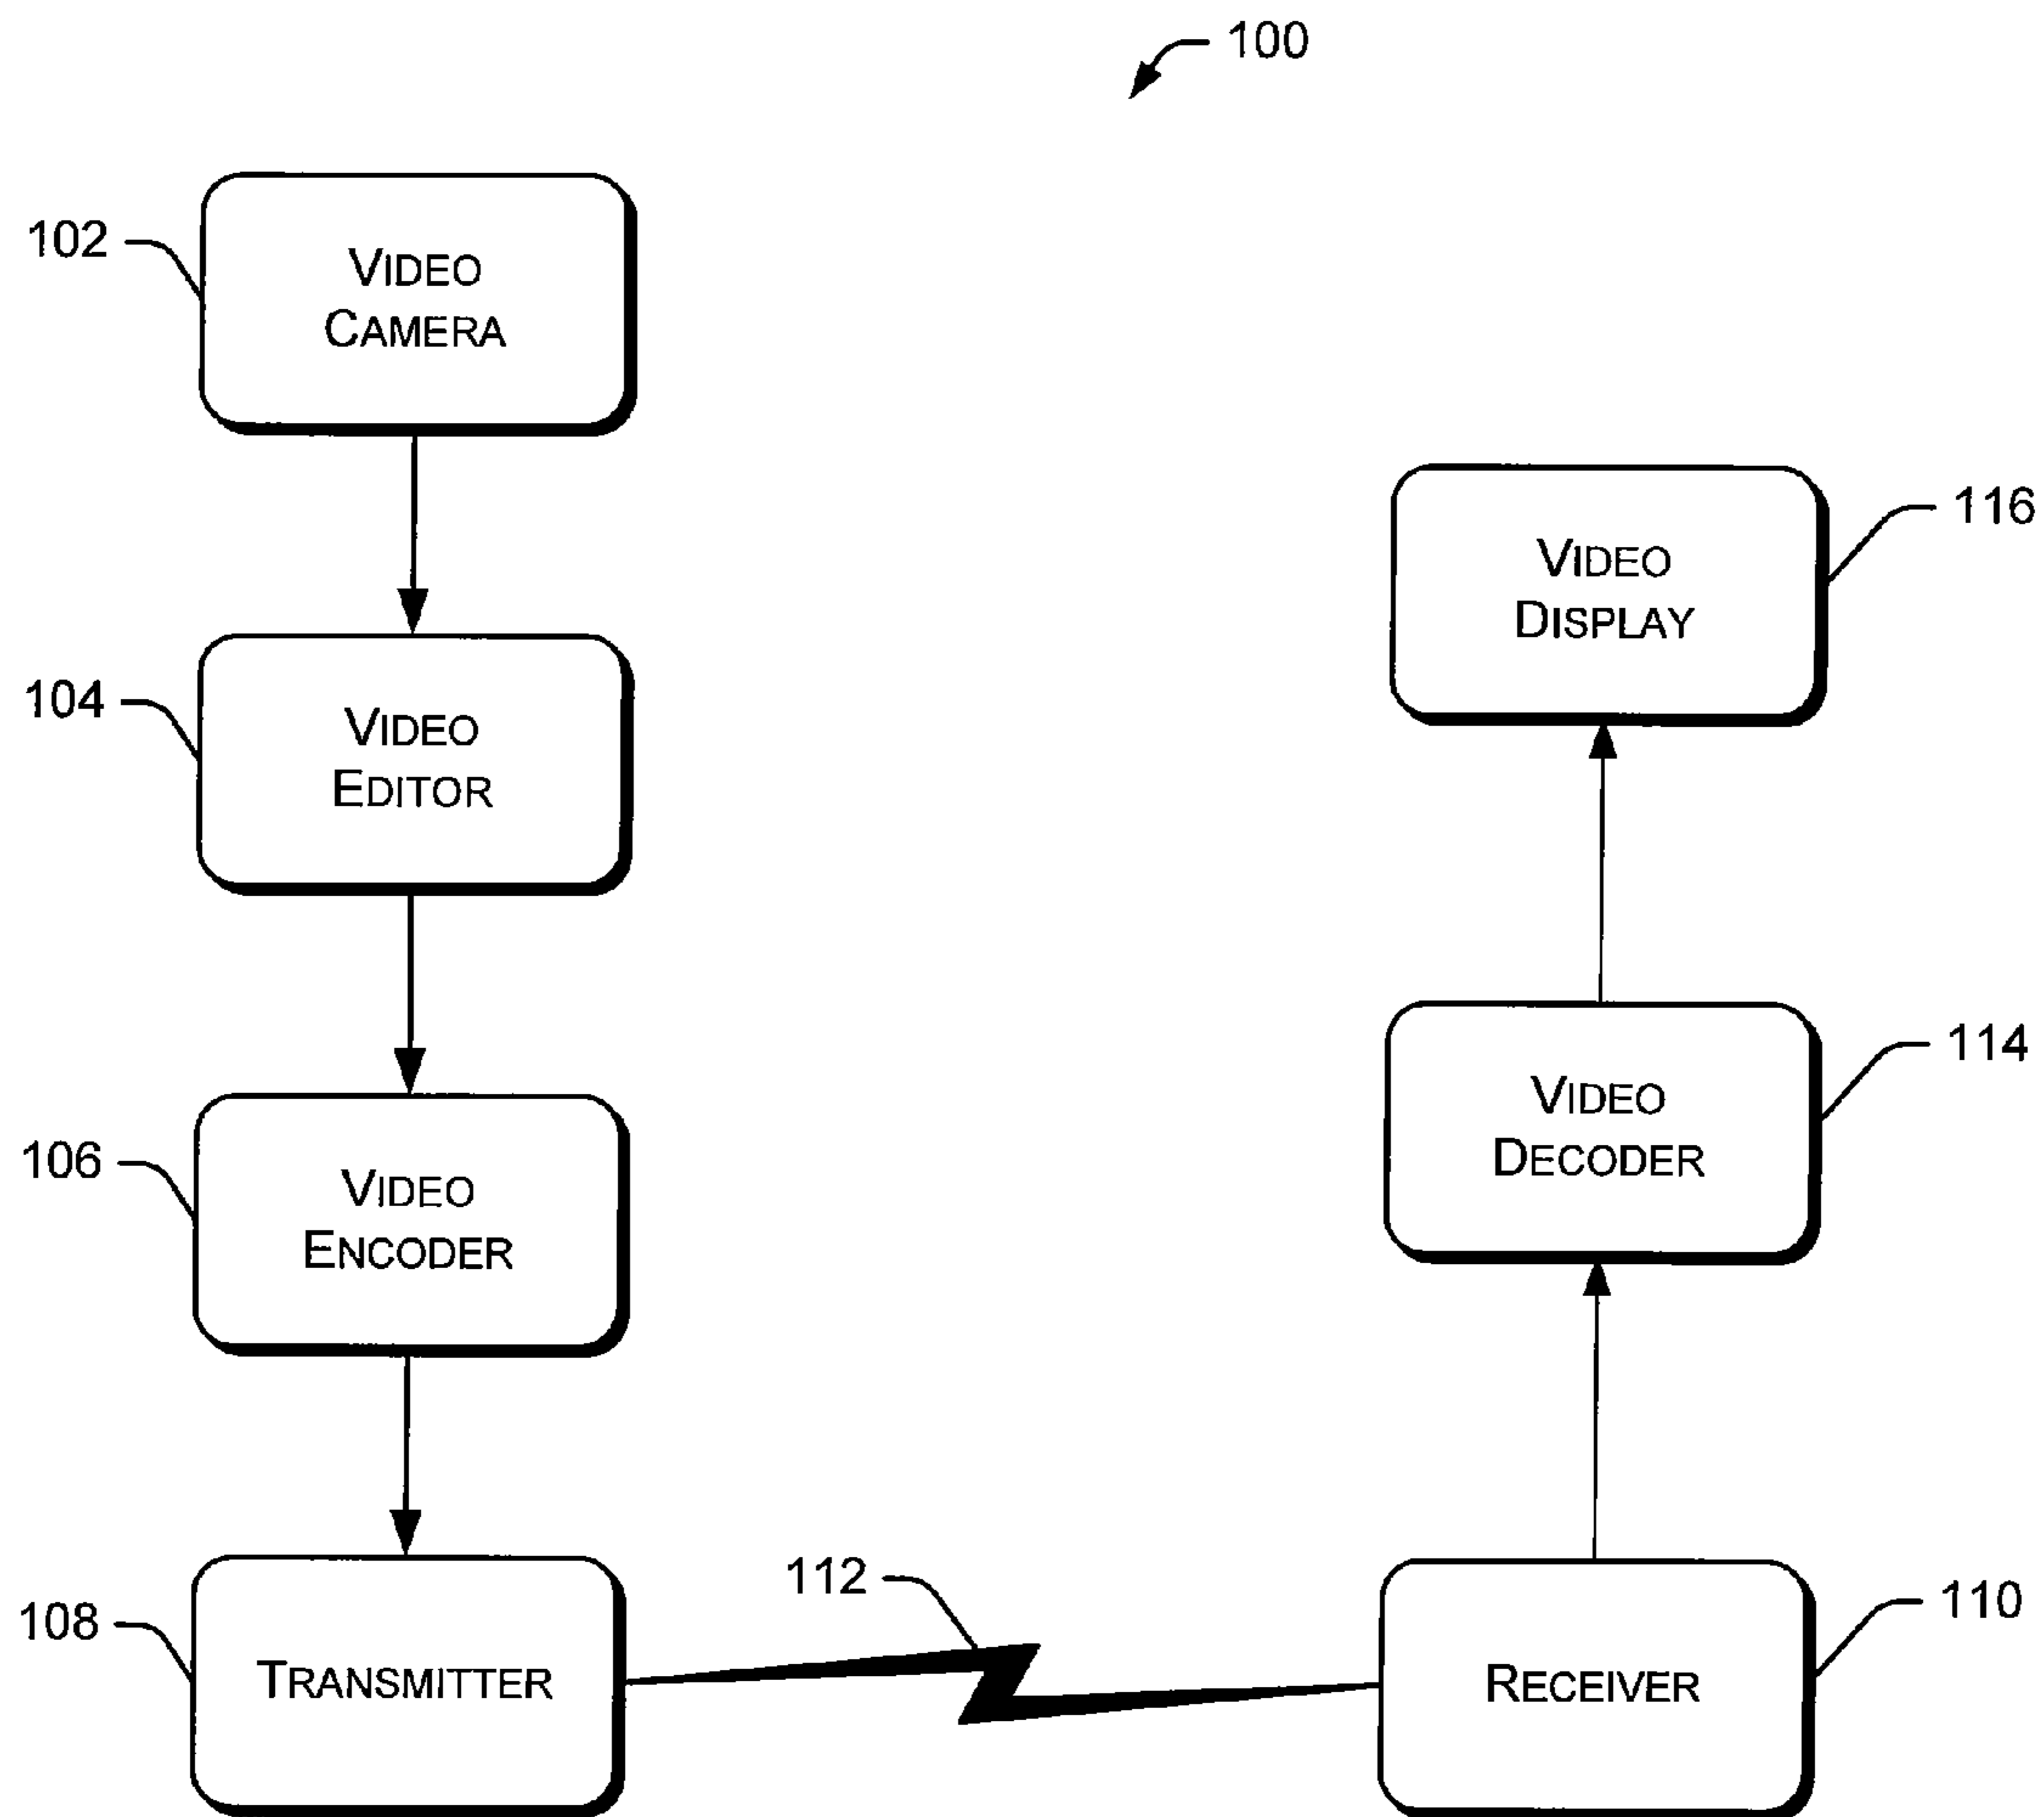 100
102
VIDEO
CAMERA
104
VIDEO
EDITOR
106
VIDEO
ENCODER
108
TRANSMITTER
112
116
VIDEO
DISPLAY
114
VIDEO
DECODER
110
RECEIVER